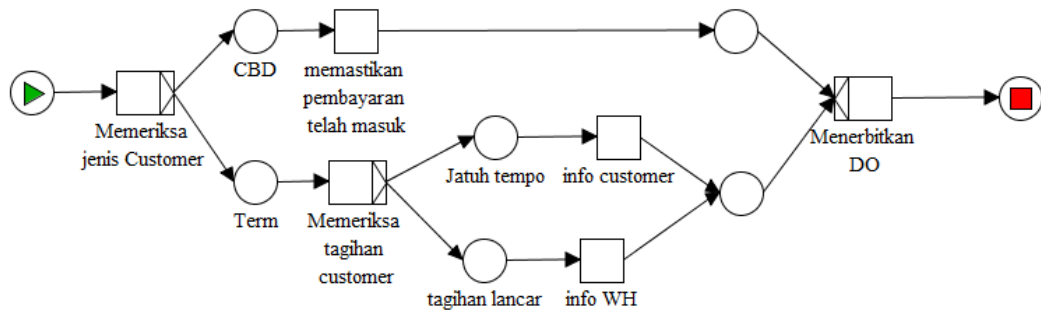 CBD
memastikan
pembayaran
telah masuk
Memeriksa
jenis Customer
Menerbitkan
DO
Jatuh tempo
info customer
Term
Memeriksa
tagihan
customer
tagihan lancar
info WH